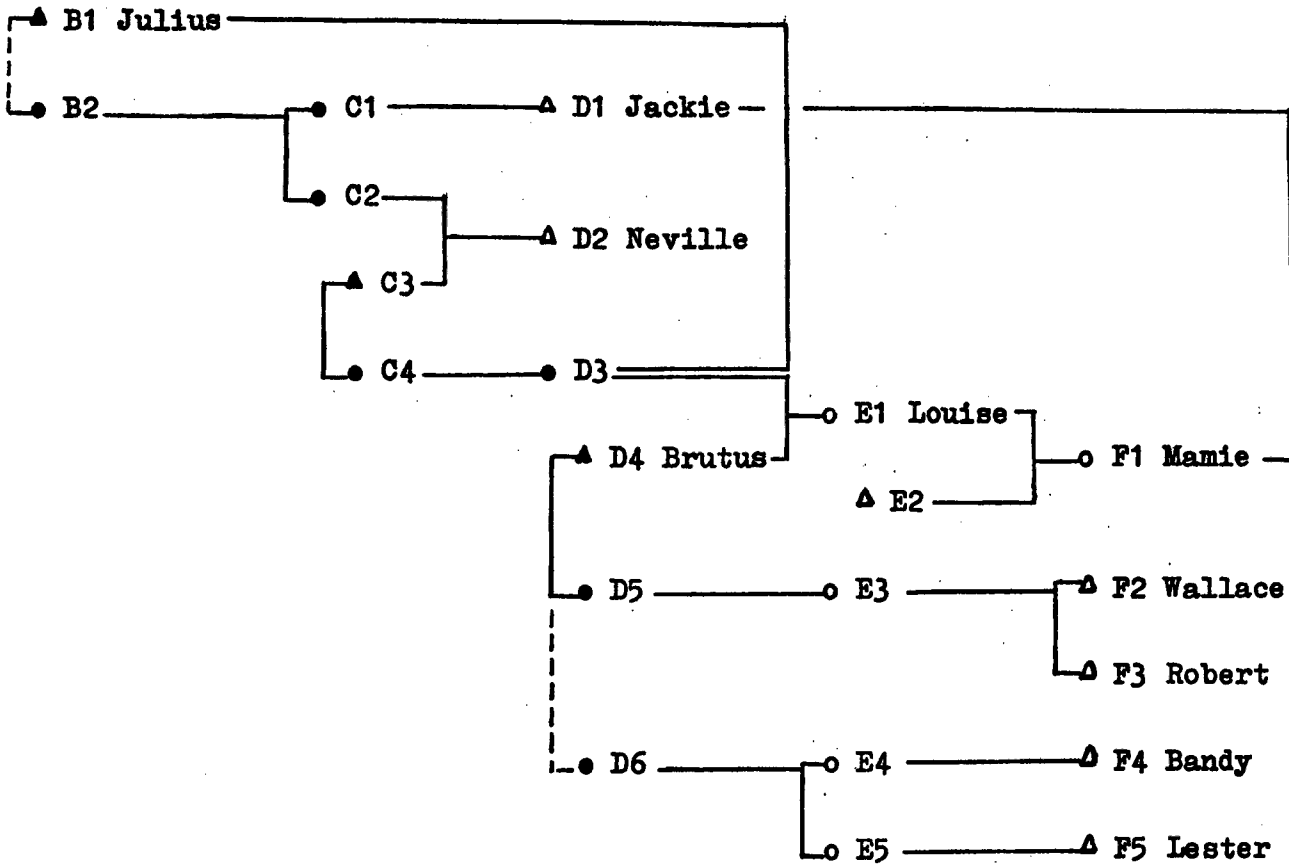 B1 Julius
B2 C1 D1 Jackie
C2
D2 Neville
C3
C4 D3
E1 Louise
D4 Brutus F1 Mamie
E2
D5 E3 F2 Wallace
F3 Robert
D6 E4 F4 Bandy
E5 F5 Lester